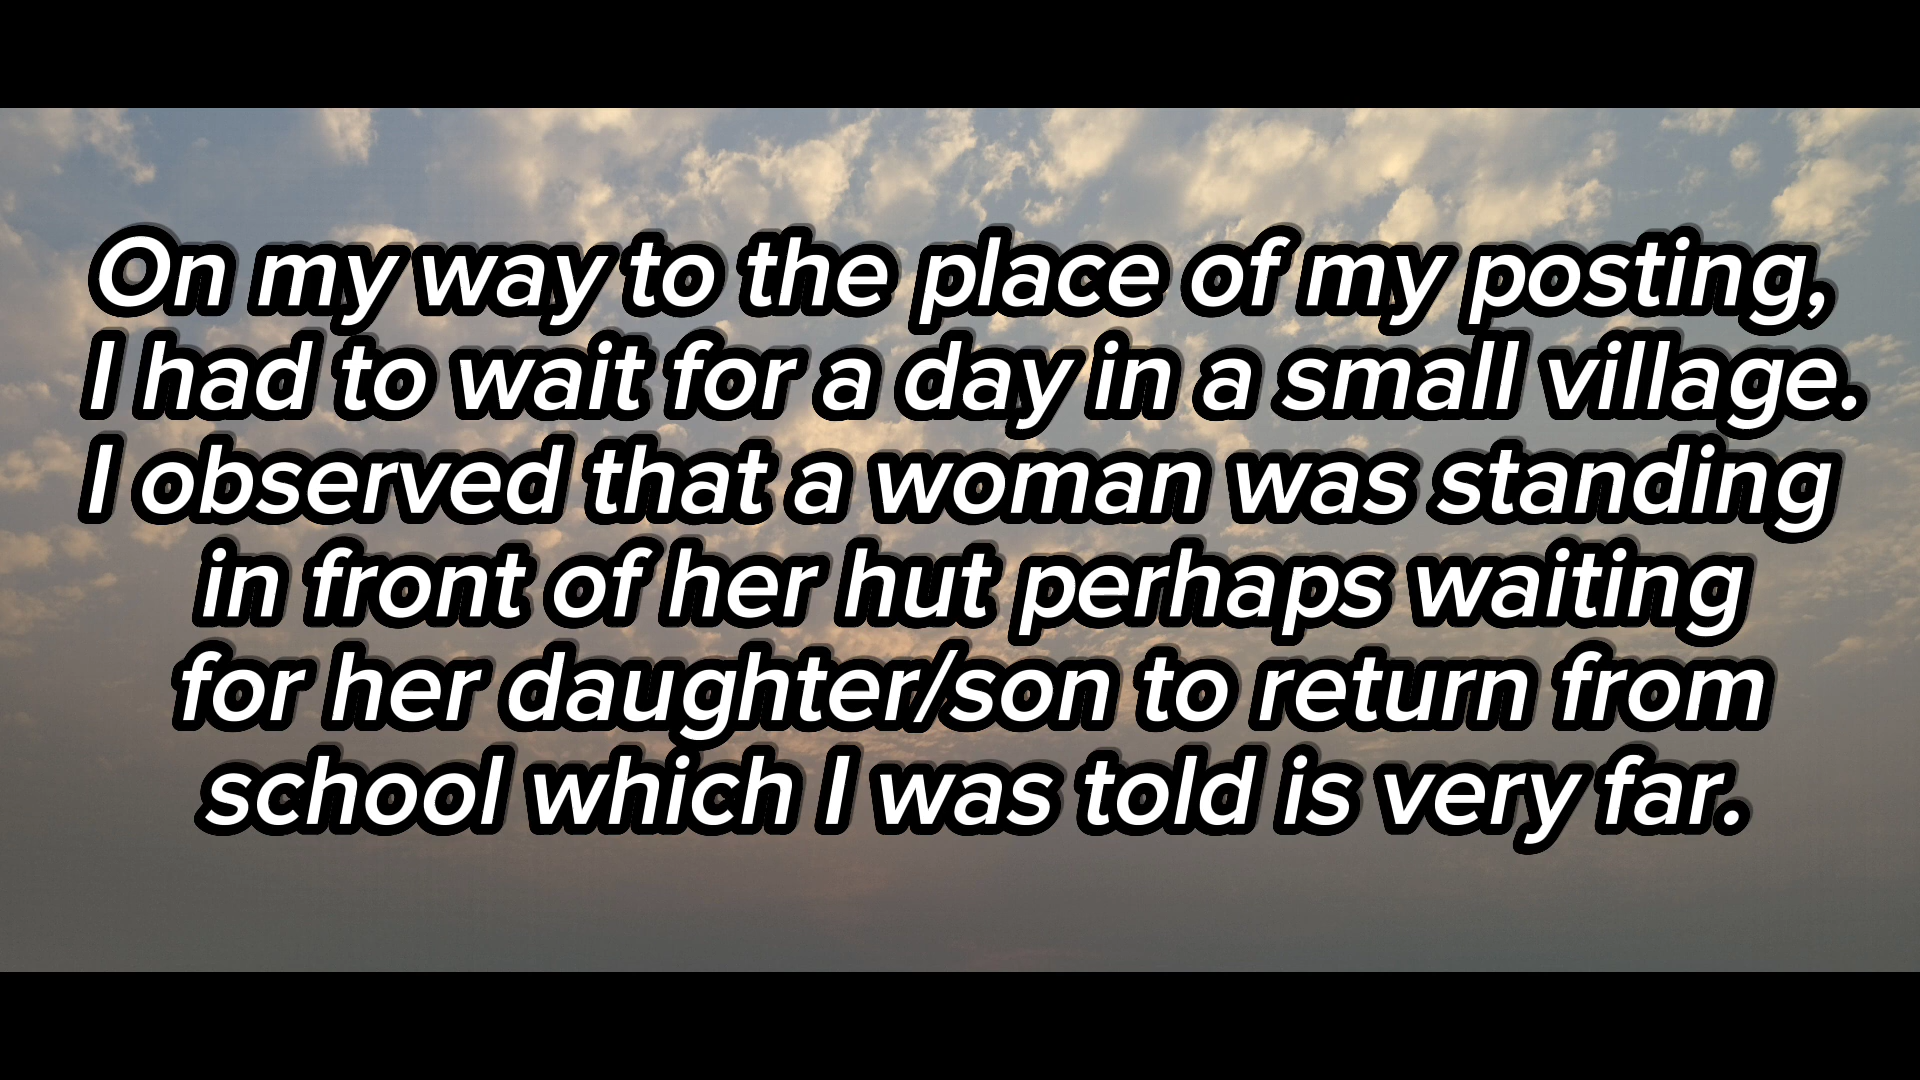 On my way to the place of my posting,
I had to wait for a day in a small village.
I observed that a woman was standing
in front of her hut perhaps waiting
for her daughter/son to return from
school which I was told is very far.